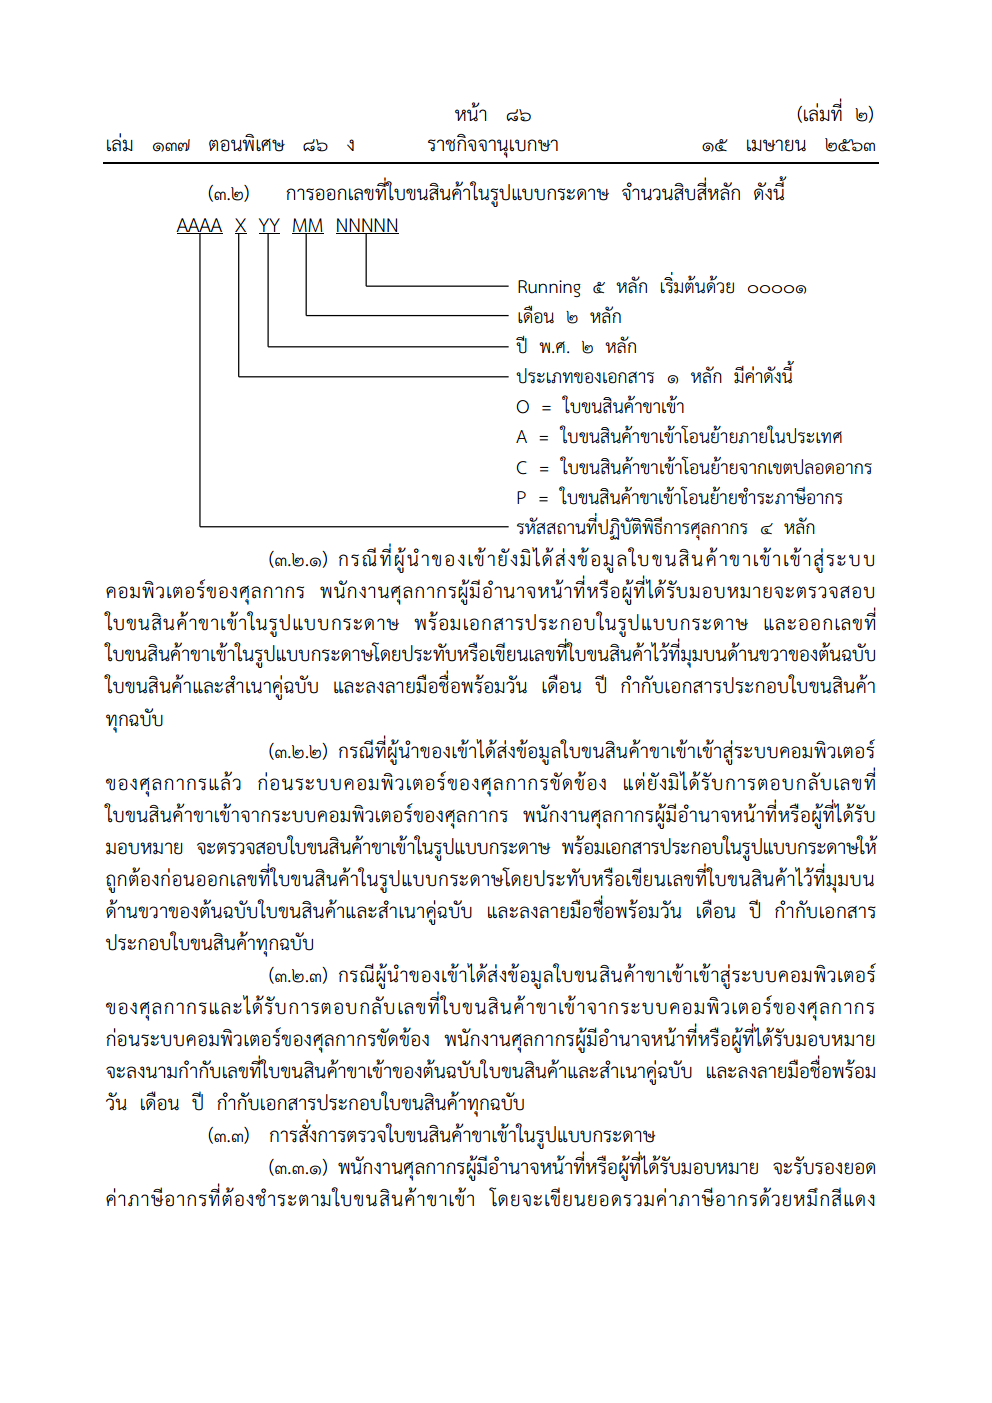 หน้า ๘๖
(เล่มที่ ๒)
เล่ม ๑๓๗ ตอนพิเศษ ๘๖ ง
ราชกิจจานุเบกษา
๑๕ เมษายน ๒๕๖๓
(๓.๒) การออกเลขที่ใบขนสินค้าในรูปแบบกระดาษ จำนวนสิบสี่หลัก ดังนี้
AAAA X YY MM NNNNN
Running ๕ หลัก เริ่มต้นด้วย ๐๐๐๐๑
เดือน ๒ หลัก
ปี พ.ศ. ๒ หลัก
ประเภทของเอกสาร ๑ หลัก มีค่าดังนี้
O = ใบขนสินค้าขาเข้า
A = ใบขนสินค้าขาเข้าโอนย้ายภายในประเทศ
C = ใบขนสินค้าขาเข้าโอนย้ายจากเขตปลอดอากร
P = ใบขนสินค้าขาเข้าโอนย้ายชำระภาษีอากร
รหัสสถานที่ปฏิบัติพิธีการศุลกากร ๔ หลัก
(๓.๒.๑) กรณีที่ผู้นำของเข้ายังมิได้ส่งข้อมูลใบขนสินค้าขาเข้าเข้าสู่ระบบ
คอมพิวเตอร์ของศุลกากร พนักงานศุลกากรผู้มีอำนาจหน้าที่หรือผู้ที่ได้รับมอบหมายจะตรวจสอบ
ใบขนสินค้าขาเข้าในรูปแบบกระดาษ พร้อมเอกสารประกอบในรูปแบบกระดาษ และออกเลขที่
ใบขนสินค้าขาเข้าในรูปแบบกระดาษโดยประทับหรือเขียนเลขที่ใบขนสินค้าไว้ที่มุมบนด้านขวาของต้นฉบับ
ใบขนสินค้าและสำเนาคู่ฉบับ และลงลายมือชื่อพร้อมวัน เดือน ปี กำกับเอกสารประกอบใบขนสินค้า
ทุกฉบับ
(๓.๒.๒) กรณีที่ผู้นำของเข้าได้ส่งข้อมูลใบขนสินค้าขาเข้าเข้าสู่ระบบคอมพิวเตอร์
ของศุลกากรแล้ว ก่อนระบบคอมพิวเตอร์ของศุลกากรขัดข้อง แต่ยังมิได้รับการตอบกลับเลขที่
ใบขนสินค้าขาเข้าจากระบบคอมพิวเตอร์ของศุลกากร พนักงานศุลกากรผู้มีอำนาจหน้าที่หรือผู้ที่ได้รับ
มอบหมาย จะตรวจสอบใบขนสินค้าขาเข้าในรูปแบบกระดาษ พร้อมเอกสารประกอบในรูปแบบกระดาษให้
ถูกต้องก่อนออกเลขที่ใบขนสินค้าในรูปแบบกระดาษโดยประทับหรือเขียนเลขที่ใบขนสินค้าไว้ที่มุมบน
ด้านขวาของต้นฉบับใบขนสินค้าและสำเนาคู่ฉบับ และลงลายมือชื่อพร้อมวัน เดือน ปี กำกับเอกสาร
ประกอบใบขนสินค้าทุกฉบับ
(๓.๒.๓) กรณีผู้นำของเข้าได้ส่งข้อมูลใบขนสินค้าขาเข้าเข้าสู่ระบบคอมพิวเตอร์
ของศุลกากรและได้รับการตอบกลับเลขที่ใบขนสินค้าขาเข้าจากระบบคอมพิวเตอร์ของศุลกากร
ก่อนระบบคอมพิวเตอร์ของศุลกากรขัดข้อง พนักงานศุลกากรผู้มีอำนาจหน้าที่หรือผู้ที่ได้รับมอบหมาย
จะลงนามกำกับเลขที่ใบขนสินค้าขาเข้าของต้นฉบับใบขนสินค้าและสำเนาคู่ฉบับ และลงลายมือชื่อพร้อม
วัน เดือน ปี กำกับเอกสารประกอบใบขนสินค้าทุกฉบับ
(๓.๓) การสั่งการตรวจใบขนสินค้าขาเข้าในรูปแบบกระดาษ
(๓.๓.๑) พนักงานศุลกากรผู้มีอำนาจหน้าที่หรือผู้ที่ได้รับมอบหมาย จะรับรองยอด
ค่าภาษีอากรที่ต้องชำระตามใบขนสินค้าขาเข้า โดยจะเขียนยอดรวมค่าภาษีอากรด้วยหมึกสีแดง